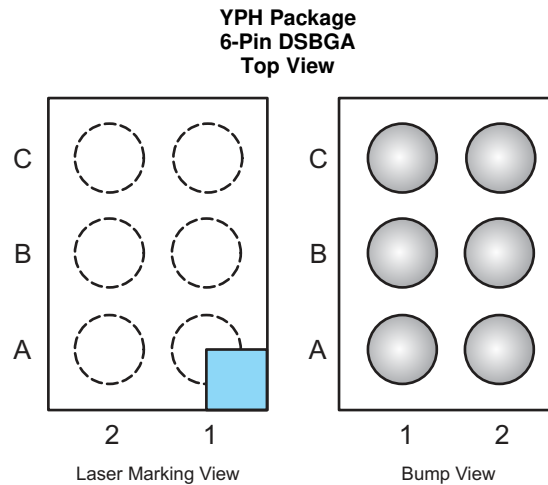 YPH Package
6-Pin DSBGA
Top View
C
C
B
B
A
A
2 1
1 2
Laser Marking View
Bump View